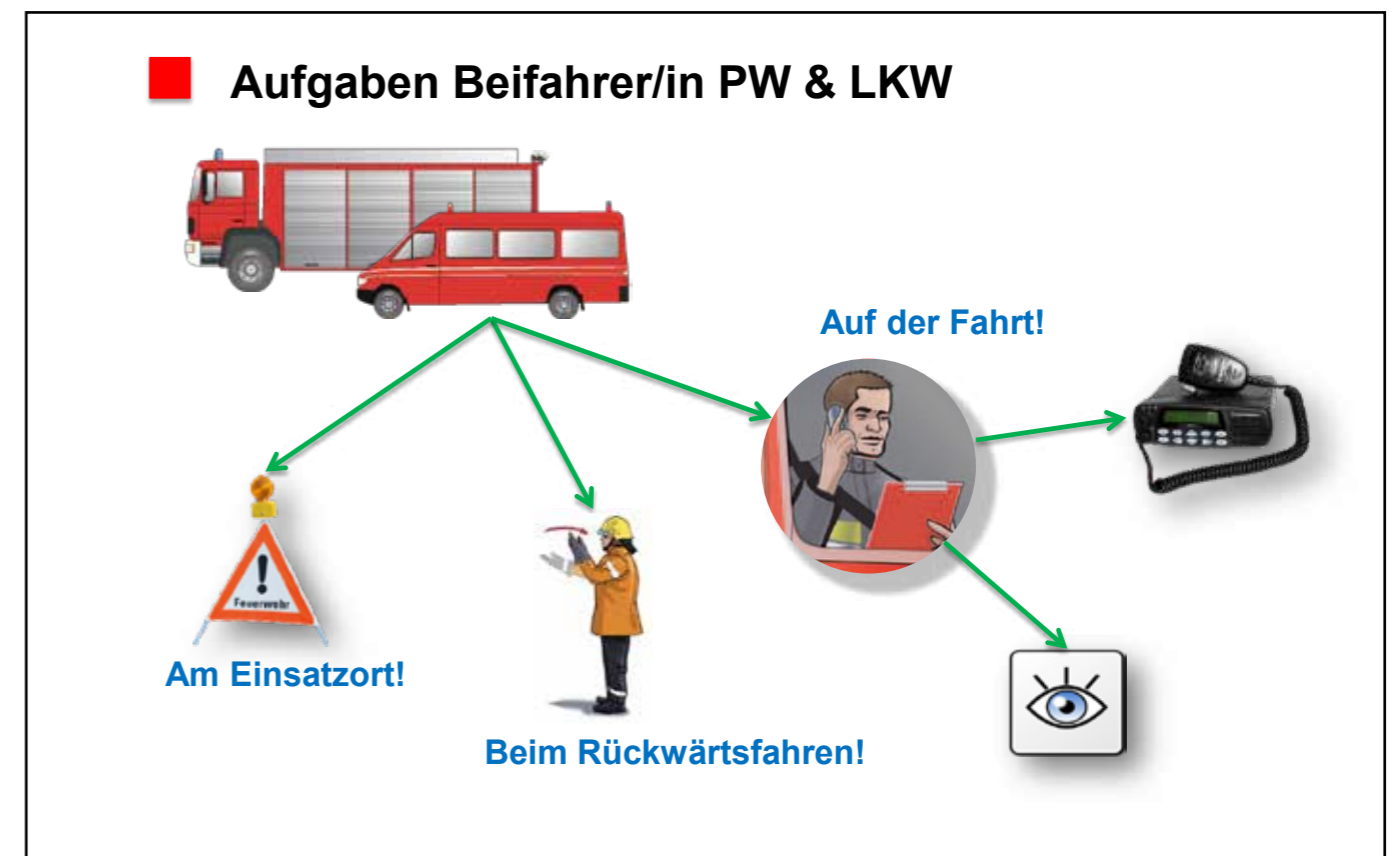 Aufgaben Beifahrer/in PW & LKW
Auf der Fahrt!
Feuerwehr
Am Einsatzort!
Beim Rückwärtsfahren!